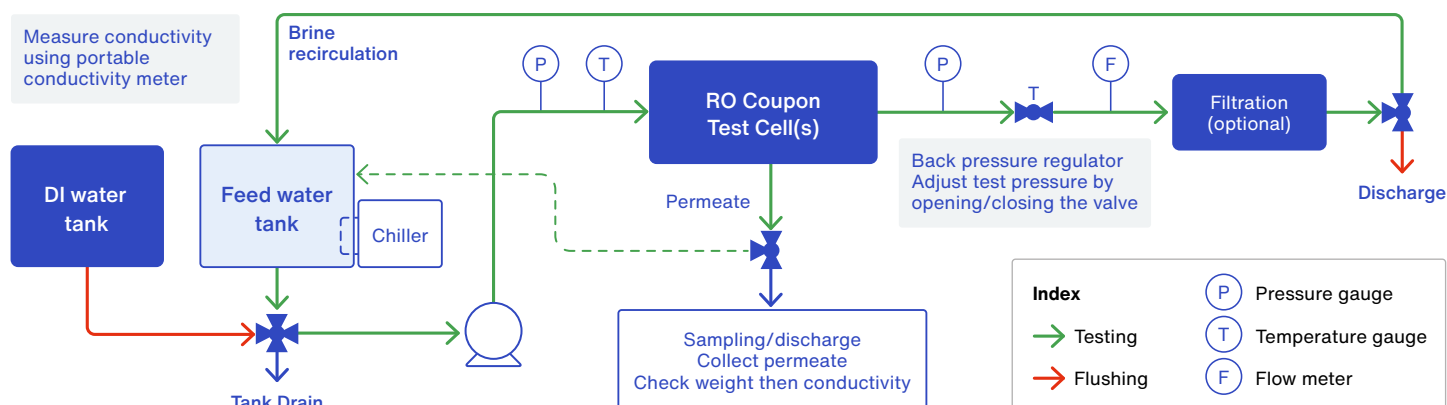 Measure conductivity
using portable
conductivity meter
Brine
recirculation
P
T
RO Coupon
Test Cell(s)
P
T
F
Filtration
(optional)
DI water
tank
Feed water
tank
Chiller
Permeate
Back pressure regulator
Adjust test pressure by
opening/closing the valve
Discharge
Tank Drain
Sampling/discharge
Collect permeate
Check weight then conductivity
Index
Testing
Flushing
P Pressure gauge
T Temperature gauge
F Flow meter